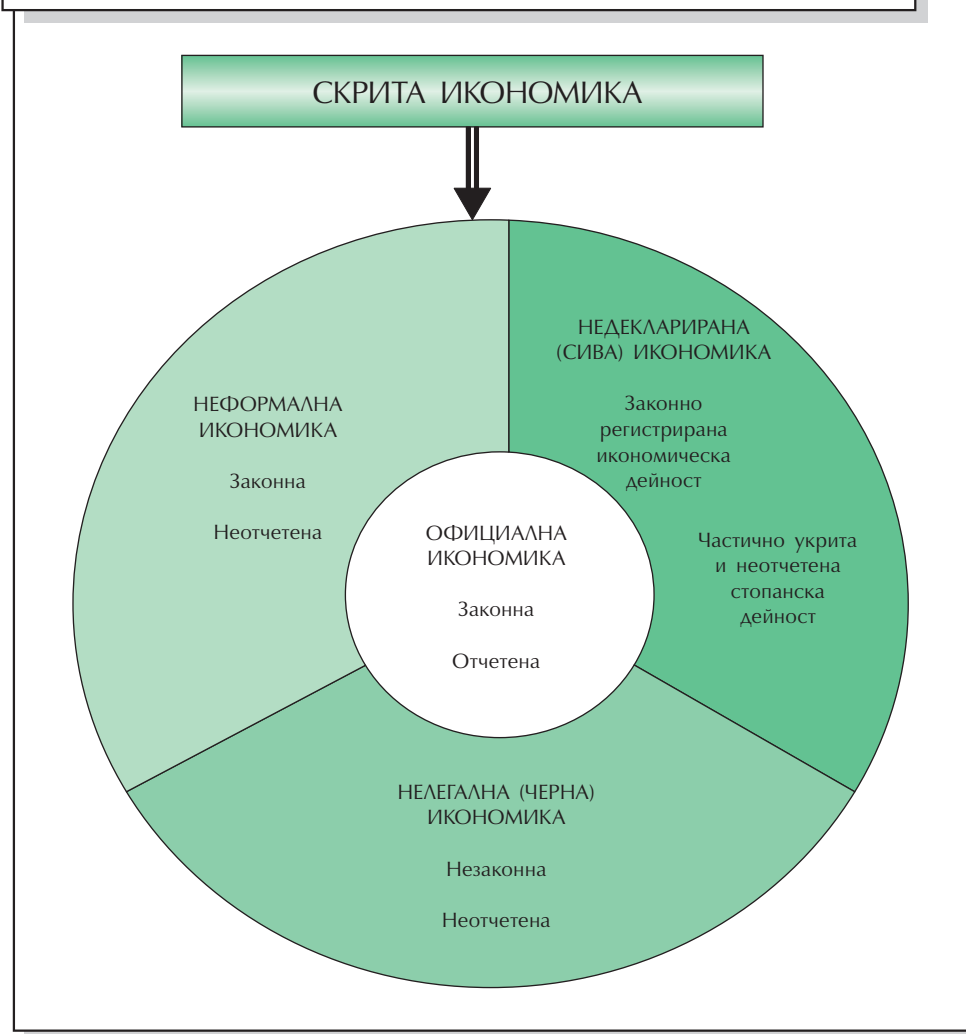 СКРИТА ИКОНОМИКА
НЕДЕКЛАРИРАНА
(СИВА) ИКОНОМИКА
Законно
регистрирана
икономическа
дейност
Частично укрита
и неотчетена
стопанска
дейност
НЕФОРМАЛНА
ИКОНОМИКА
Законна
Неотчетена
ОФИЦИАЛНА
ИКОНОМИКА
Законна
Отчетена
НЕЛЕГАЛНА (ЧЕРНА)
ИКОНОМИКА
Незаконна
Неотчетена